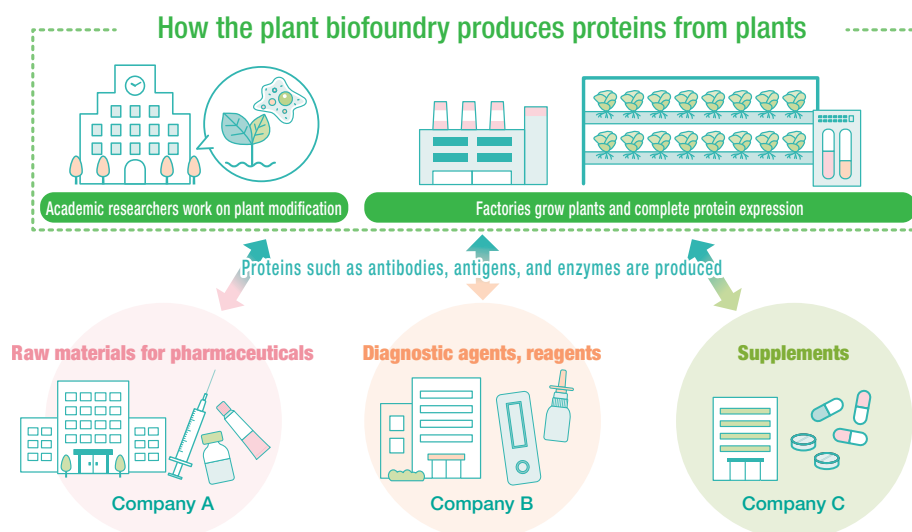 How the plant biofoundry produces proteins from plants
Academic researchers work on plant modification
Factories grow plants and complete protein expression
Proteins such as antibodies, antigens, and enzymes are produced
Raw materials for pharmaceuticals
Diagnostic agents, reagents
Supplements
Company A
Company B
Company C